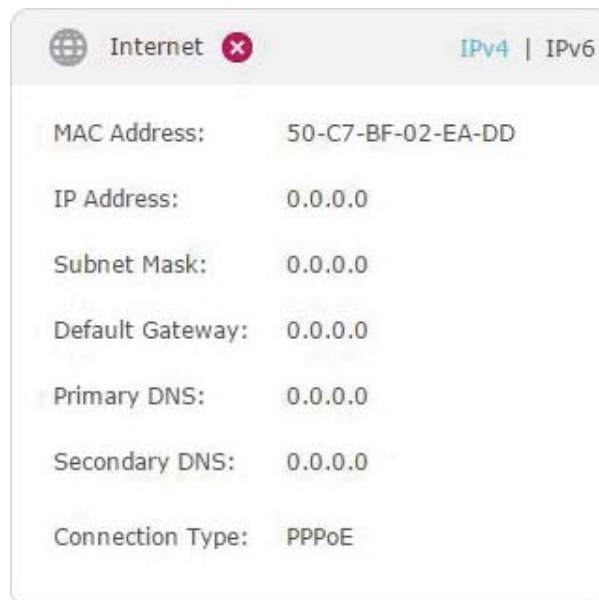 Internet IPv4 | IPv6
MAC Address: 50-C7-BF-02-EA-DD
IP Address: 0.0.0.0
Subnet Mask: 0.0.0.0
Default Gateway: 0.0.0.0
Primary DNS: 0.0.0.0
Secondary DNS: 0.0.0.0
Connection Type: PPPoE